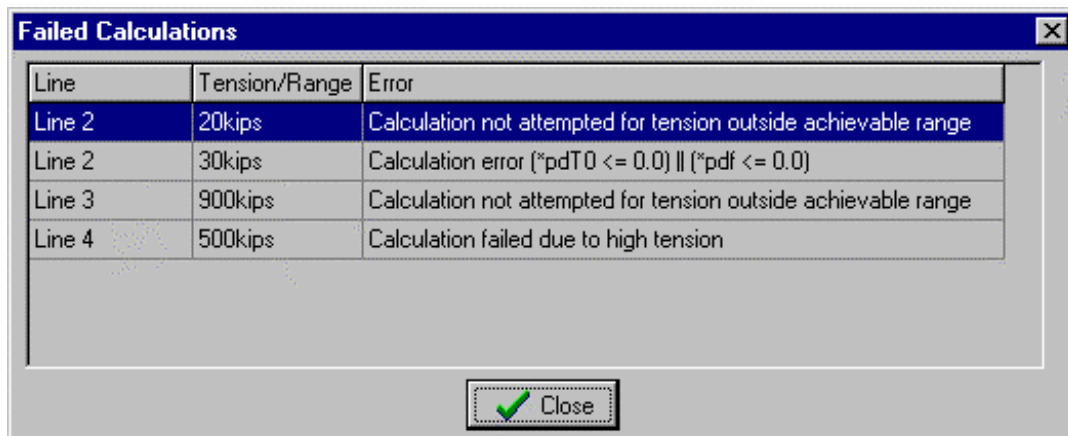 Failed Calculations
Line Tension/Range Error
Line 2 20kips Calculation not attempted for tension outside achievable range
Line 2 30kips Calculation error (*pdT0 <= 0.0) || (*pdf <= 0.0)
Line 3 900kips Calculation not attempted for tension outside achievable range
Line 4 500kips Calculation failed due to high tension
Close